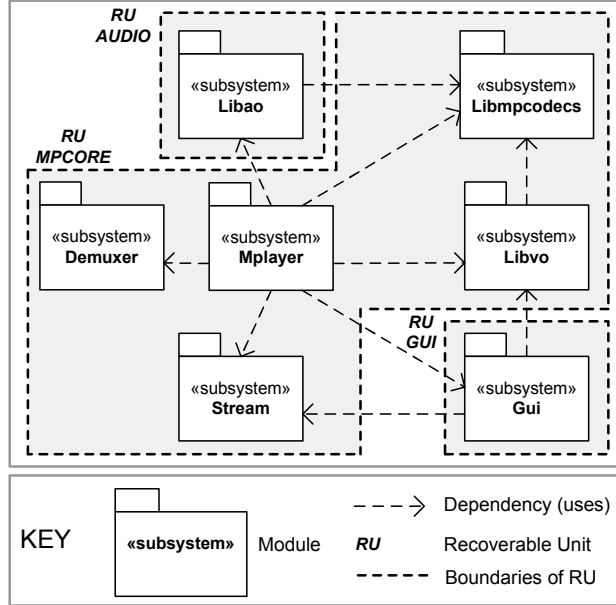 RU
AUDIO
«subsystem»
Libao
«subsystem»
Libmpcodecs
RU
MPCORE
«subsystem»
Demuxer
«subsystem»
Mplayer
«subsystem»
Libvo
RU
GUI
«subsystem»
Stream
«subsystem»
Gui
KEY
«subsystem»
Module
Dependency (uses)
RU
Recoverable Unit
Boundaries of RU